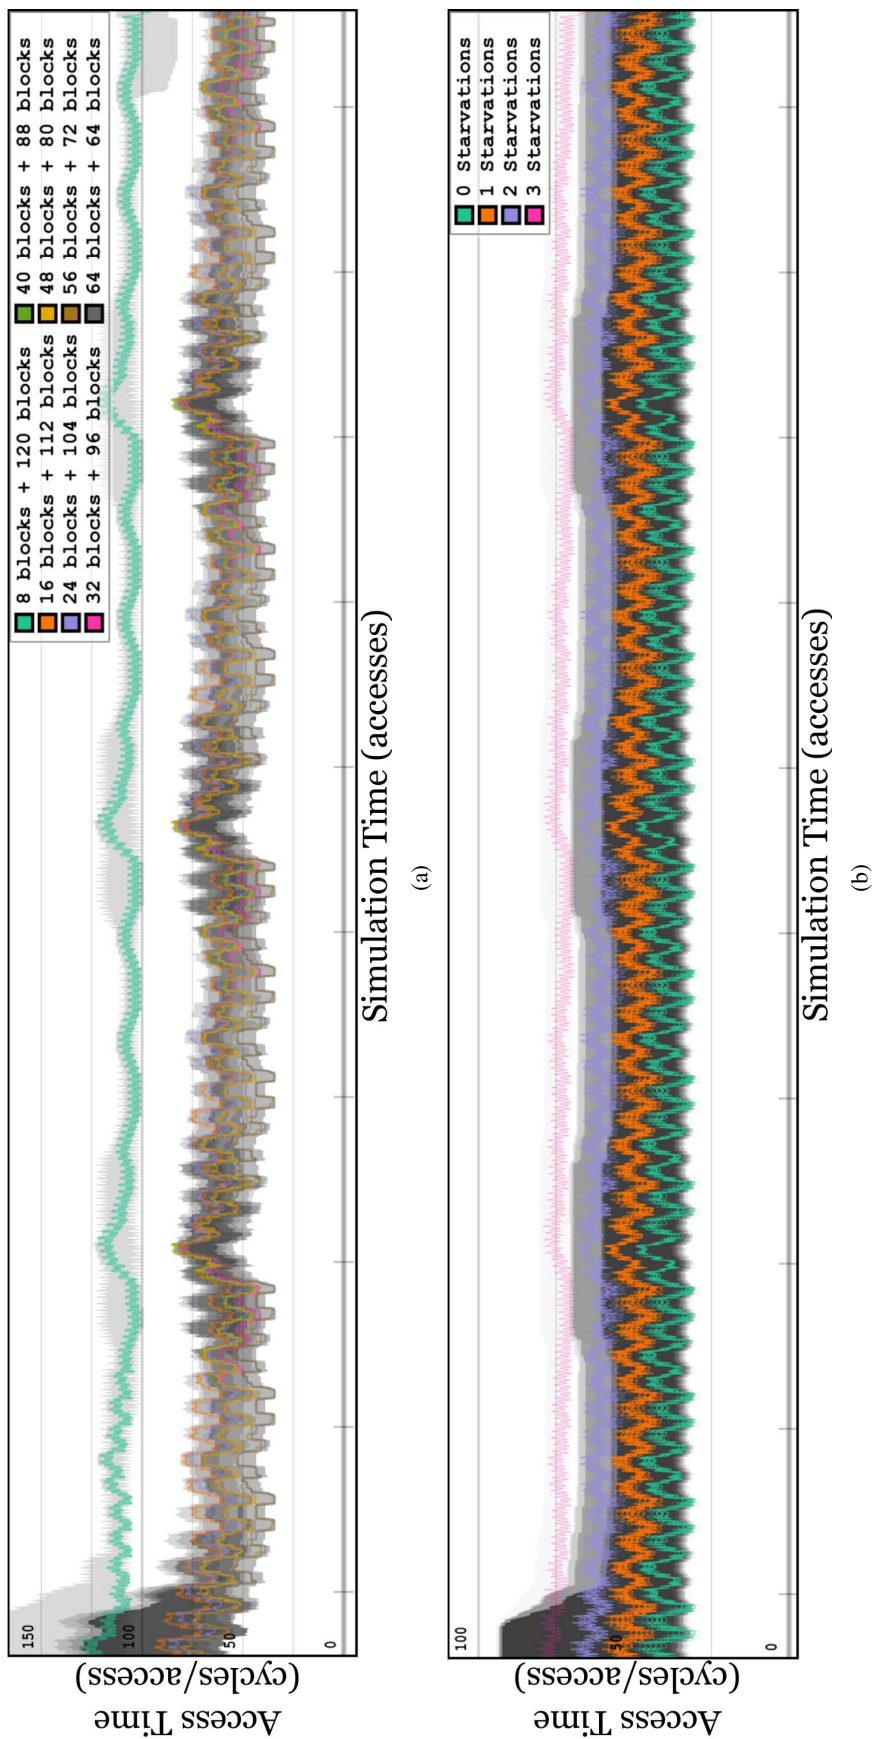 8 blocks + 120 blocks
16 blocks + 112 blocks
24 blocks + 104 blocks
32 blocks + 96 blocks
40 blocks + 88 blocks
48 blocks + 80 blocks
56 blocks + 72 blocks
64 blocks + 64 blocks
150
100
50
0
Access Time
(cycles/access)
Simulation Time (accesses)
(a)
0 Starvations
1 Starvations
2 Starvations
3 Starvations
100
50
0
Access Time
(cycles/access)
Simulation Time (accesses)
(b)